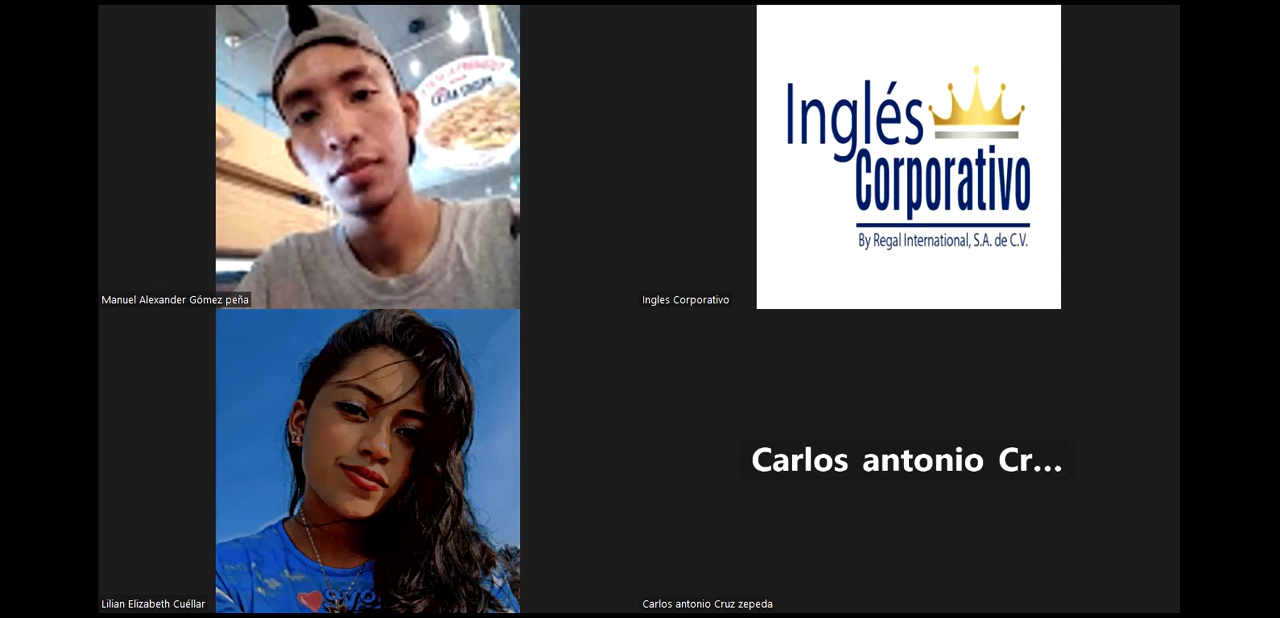 EXTRA
Manuel Alexander Gómez peña
Inglés
Corporativo
By Regal International, S.A. de C.V.
Ingles Corporativo
Lilian Elizabeth Cuéllar
Carlos antonio Cr...
Carlos antonio Cruz zepeda